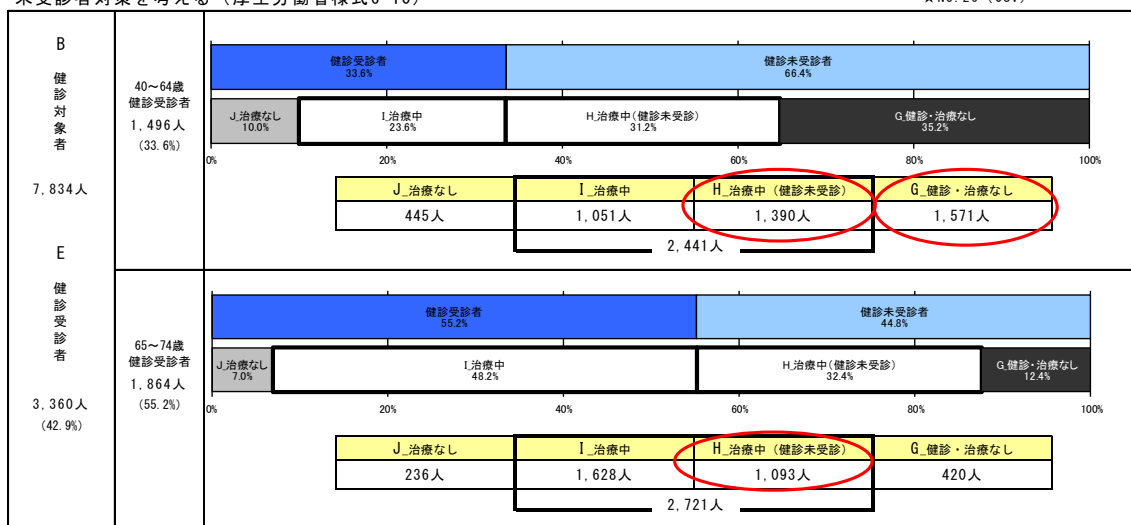 B
健診対象者
7,834人
E
健診受診者
3,360人
(42.9%)
40～64歳
健診受診者
1,496人
(33.6%)
健診受診者
33.6%
健診未受診者
66.4%
J_治療なし
10.0%
I_治療中
23.6%
H_治療中(健診未受診)
31.2%
G_健診・治療なし
35.2%
0% 20% 40% 60% 80% 100%
J_治療なし I_治療中 H_治療中（健診未受診） G_健診・治療なし
445人 1,051人 1,390人 1,571人
2,441人
65～74歳
健診受診者
1,864人
(55.2%)
健診受診者
55.2%
健診未受診者
44.8%
J_治療なし
7.0%
I_治療中
48.2%
H_治療中(健診未受診)
32.4%
G_健診・治療なし
12.4%
0% 20% 40% 60% 80% 100%
J_治療なし I_治療中 H_治療中（健診未受診） G_健診・治療なし
236人 1,628人 1,093人 420人
2,721人